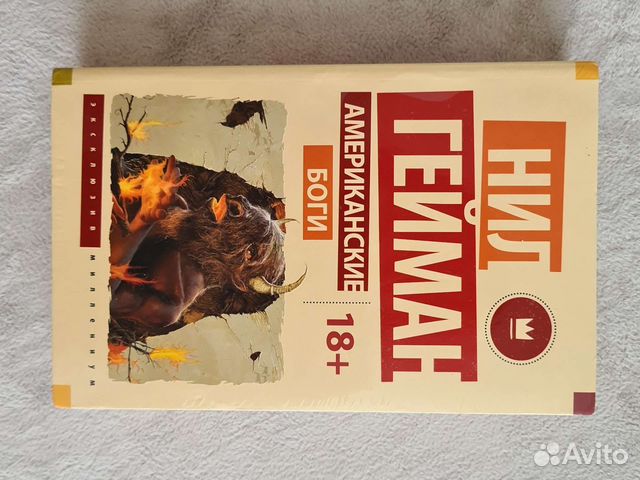 НИЛ
ГЕЙМАН
АМЕРИКАНСКИЕ
БОГИ
18+
ЭКСКЛЮЗИВ МИЛЛЕНИУМ
Avito